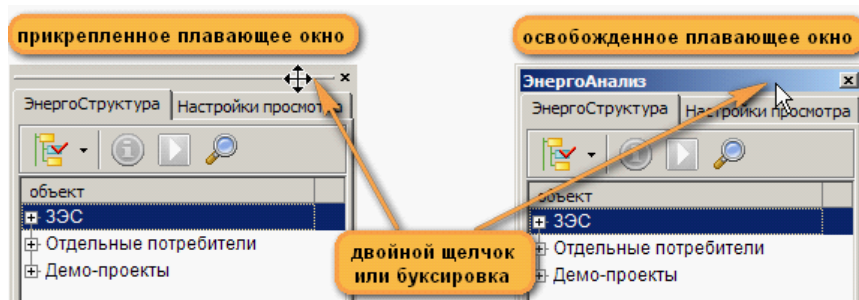 прикрепленное плавающее окно
освобожденное плавающее окно
ЭнергоАнализ
ЭнергоСтруктура Настройки просмотра
ЭнергоСтруктура Настройки просмотра
объект
объект
ЗЭС
ЗЭС
Отдельные потребители
Отдельные потребители
Демо-проекты
Демо-проекты
двойной щелчок
или буксировка